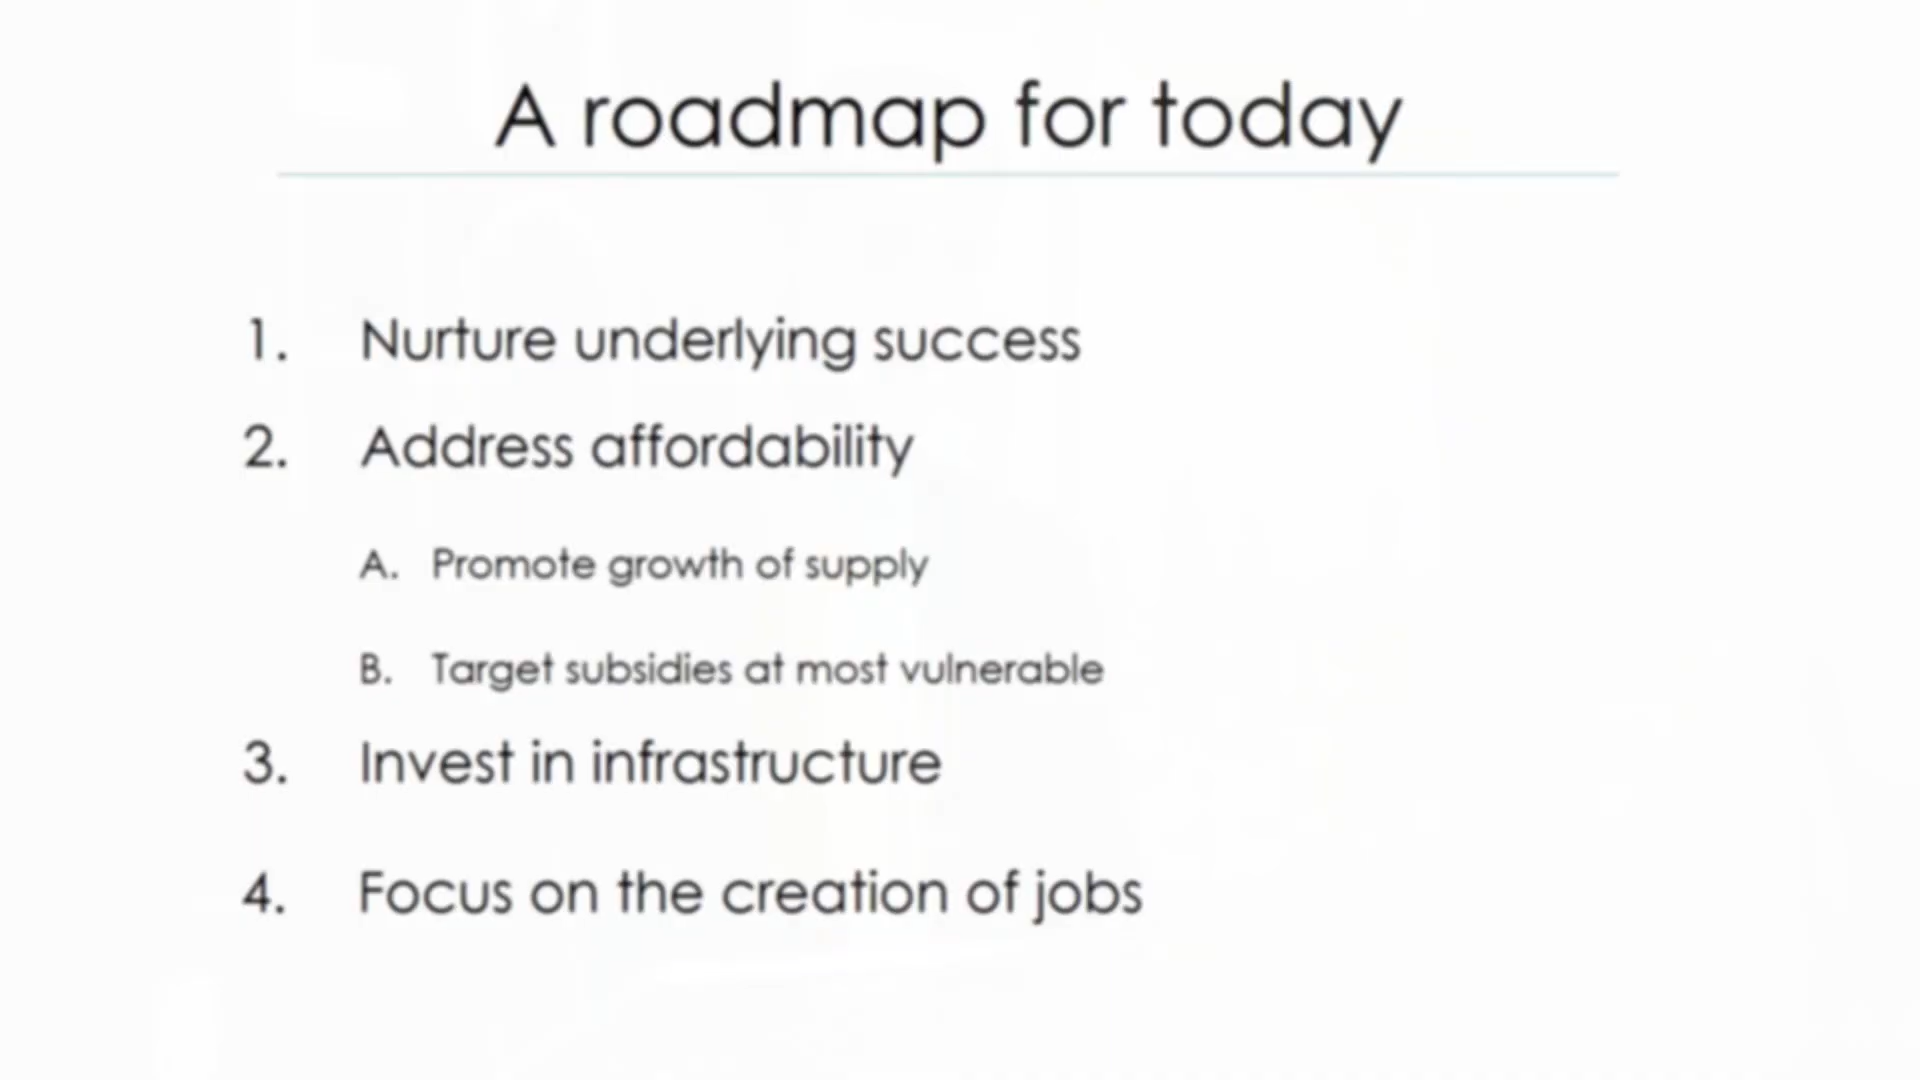 A roadmap for today
1. Nurture underlying success
2. Address affordability
A. Promote growth of supply
B. Target subsidies at most vulnerable
3. Invest in infrastructure
4. Focus on the creation of jobs